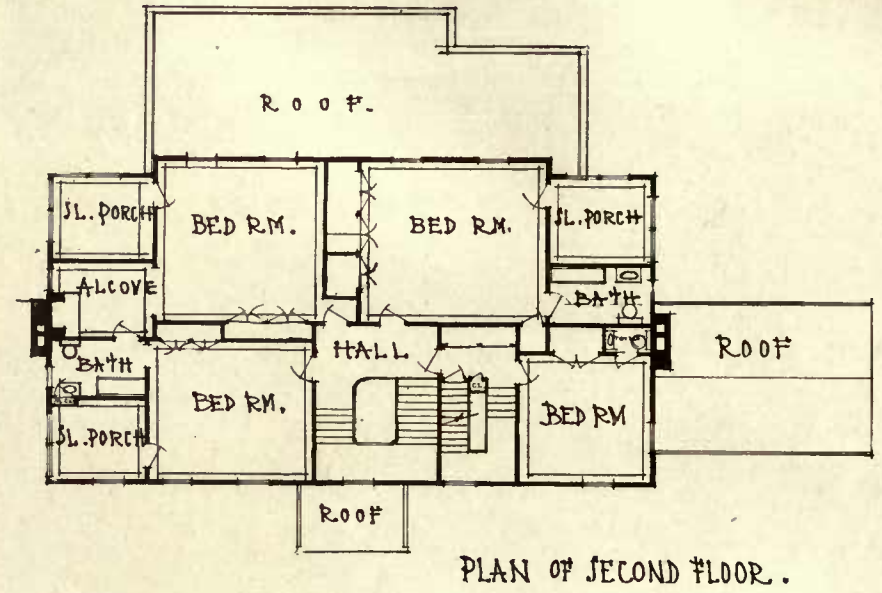 ROOF.
SL. PORCH
BED RM.
BED RM.
SL. PORCH
ALCOVE
BATH
HALL
ROOF
BATH
BED RM.
BED RM
SL. PORCH
CL.
ROOF
PLAN OF SECOND FLOOR.